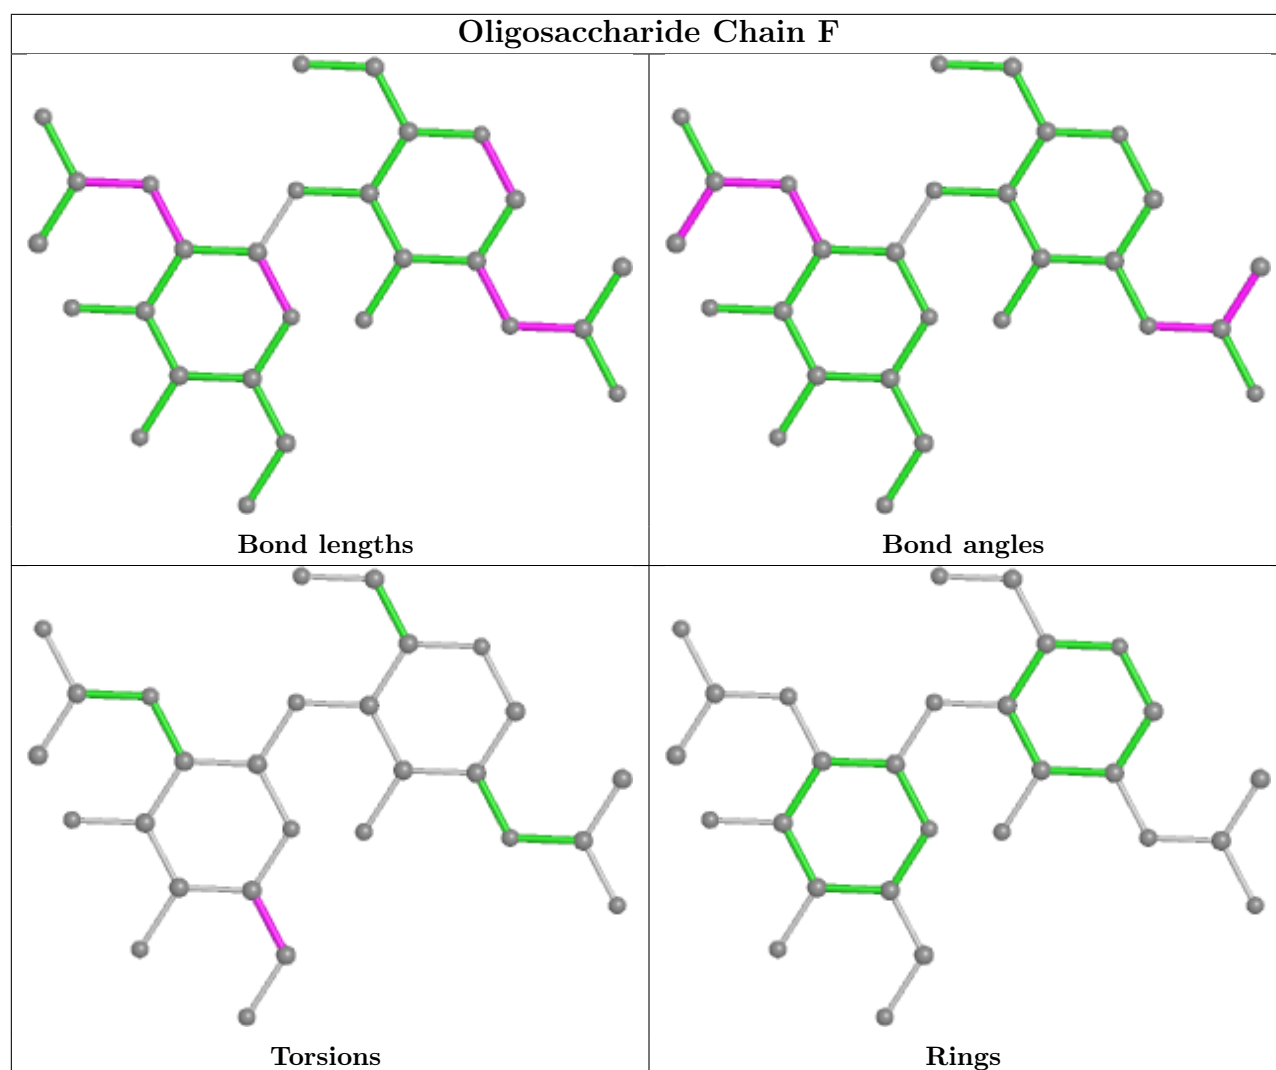 Oligosaccharide Chain F
Bond lengths
Bond angles
Torsions
Rings